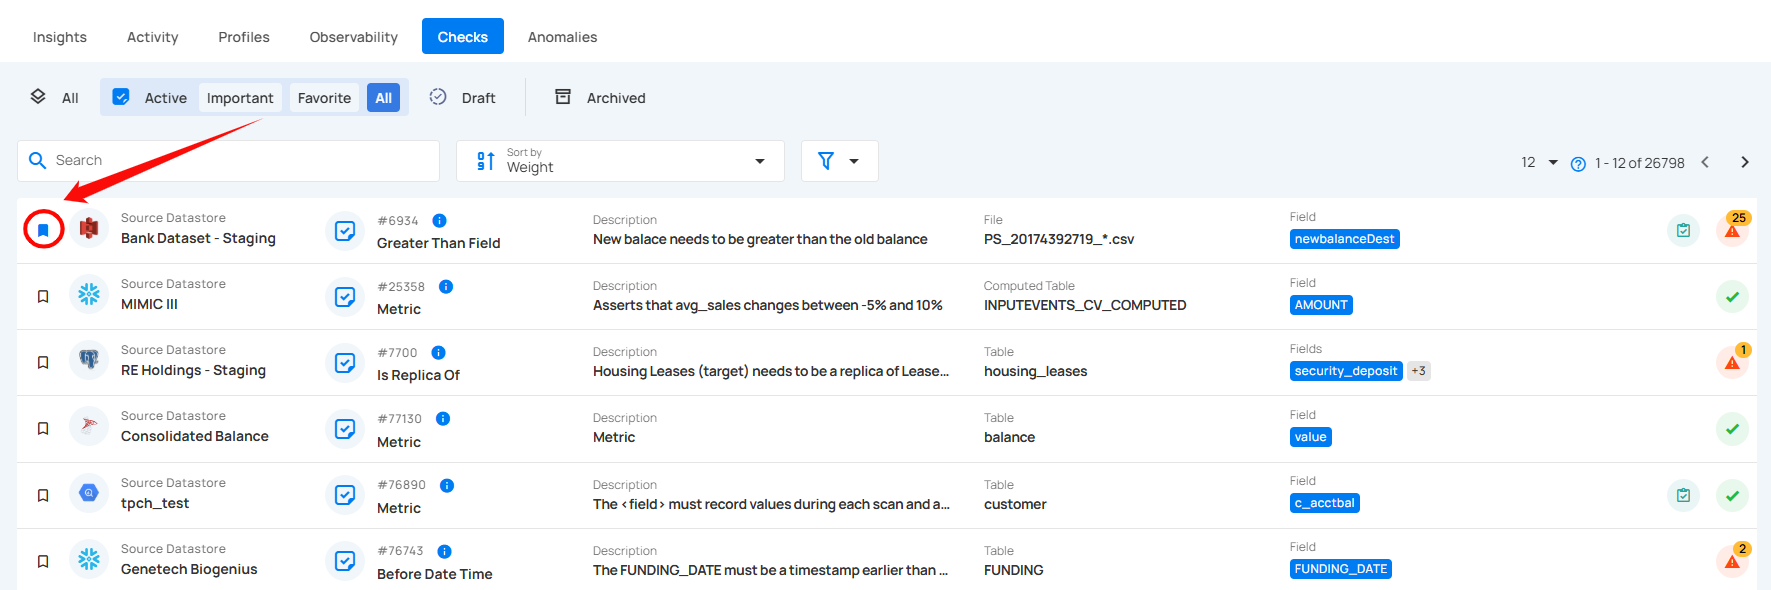 Insights Activity Profiles Observability Checks Anomalies
All Active Important Favorite All Draft Archived
Search
Sort by
Weight
12 1 - 12 of 26798
Source Datastore
Bank Dataset - Staging
#6934
Greater Than Field
Description
New balace needs to be greater than the old balance
File
PS_20174392719_*.csv
Field
newbalanceDest
25
Source Datastore
MIMIC III
#25358
Metric
Description
Asserts that avg_sales changes between -5% and 10%
Computed Table
INPUTEVENTS_CV_COMPUTED
Field
AMOUNT
Source Datastore
RE Holdings - Staging
#7700
Is Replica Of
Description
Housing Leases (target) needs to be a replica of Lease...
Table
housing_leases
Fields
security_deposit +3
1
Source Datastore
Consolidated Balance
#77130
Metric
Description
Metric
Table
balance
Field
value
Source Datastore
tpch_test
#76890
Metric
Description
The <field> must record values during each scan and a...
Table
customer
Field
c_acctbal
Source Datastore
Genetech Biogenius
#76743
Before Date Time
Description
The FUNDING_DATE must be a timestamp earlier than ...
Table
FUNDING
Field
FUNDING_DATE
2